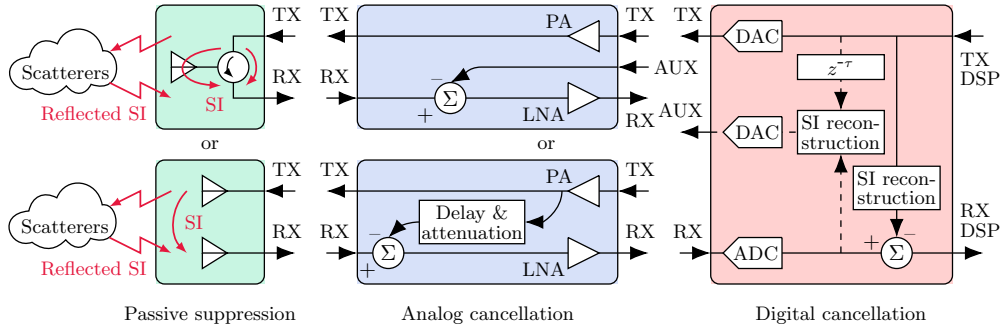 TX
PA
TX
TX
DAC
TX
DSP
Scatterers
RX
RX
−
AUX
z^{-τ}
SI
Σ
Reflected SI
+
LNA
RX
AUX
DAC
SI recon-
struction
or
or
TX
TX
PA
TX
SI recon-
struction
Scatterers
SI
Delay &
attenuation
RX
−
RX
RX
+
−
RX
DSP
Σ
ADC
Σ
Reflected SI
+
LNA
Passive suppression
Analog cancellation
Digital cancellation